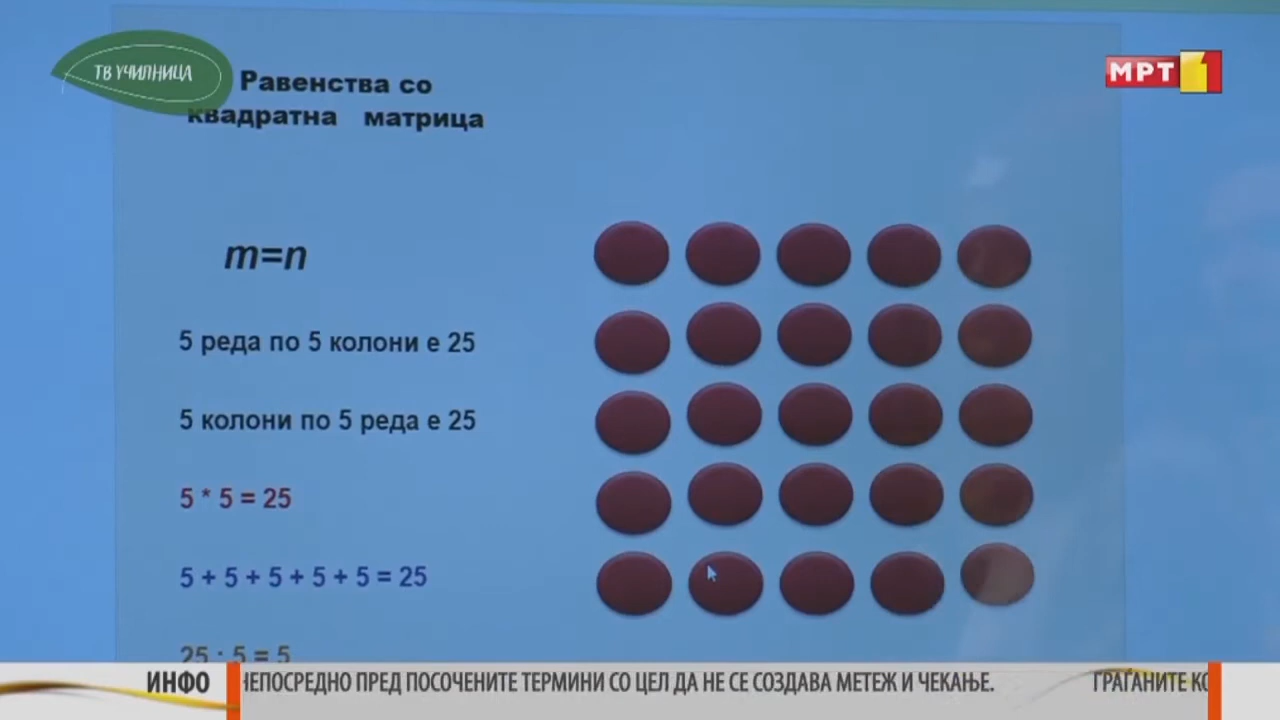 ТВ УЧИЛНИЦА
МРТ 1
Равенства со
квадратна матрица
m=n
5 реда по 5 колони е 25
5 колони по 5 реда е 25
5 * 5 = 25
5 + 5 + 5 + 5 + 5 = 25
25 : 5 = 5
ИНФО
НЕПОСРЕДНО ПРЕД ПОСОЧЕНИТЕ ТЕРМИНИ СО ЦЕЛ ДА НЕ СЕ СОЗДАВА МЕТЕЖ И ЧЕКАЊЕ. ГРАЃАНИТЕ